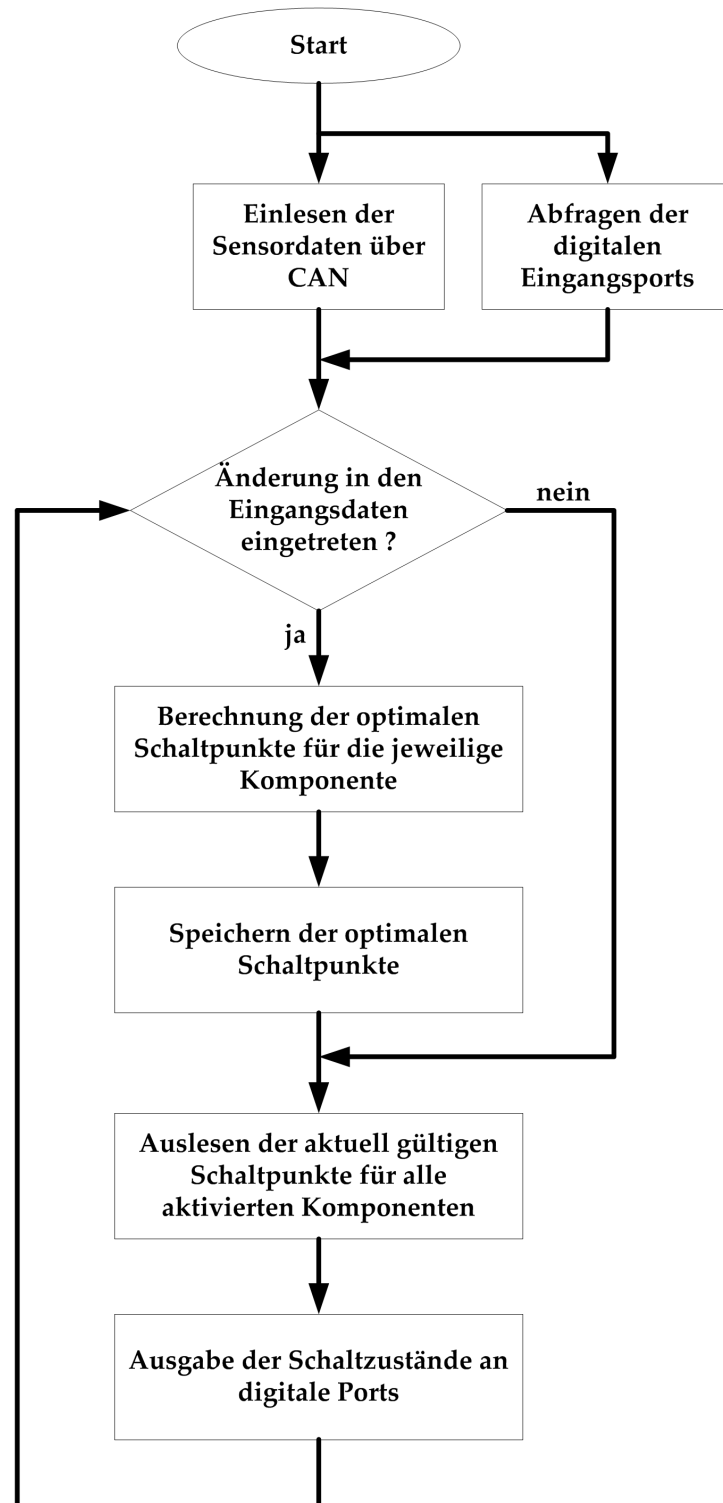 Start
Einlesen der
Sensordaten über
CAN
Abfragen der
digitalen
Eingangsports
Änderung in den
Eingangsdaten
eingetreten ?
nein
ja
Berechnung der optimalen
Schaltpunkte für die jeweilige
Komponente
Speichern der optimalen
Schaltpunkte
Auslesen der aktuell gültigen
Schaltpunkte für alle
aktivierten Komponenten
Ausgabe der Schaltzustände an
digitale Ports